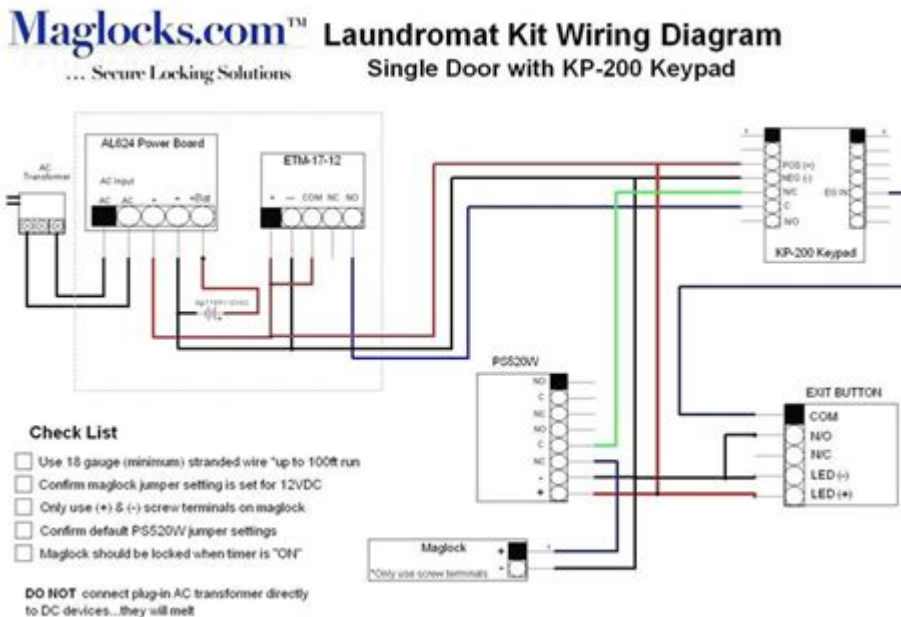 Maglocks.com™
... Secure Locking Solutions
Laundromat Kit Wiring Diagram
Single Door with KP-200 Keypad
AC
Transformer
AL624 Power Board
AC Input
AC AC - + +Bat
ETM-17-12
+ — COM NC NO
POS (+)
NEG (-)
N/C
C
N/O
EG IN
KP-200 Keypad
PS520W
NO
C
NC
NO
C
NC
-
+
EXIT BUTTON
COM
N/O
N/C
LED (-)
LED (+)
Maglock
+
-
*Only use screw terminals
Check List
Use 18 gauge (minimum) stranded wire *up to 100ft run
Confirm maglock jumper setting is set for 12VDC
Only use (+) & (-) screw terminals on maglock
Confirm default PS520W jumper settings
Maglock should be locked when timer is "ON"
DO NOT connect plug-in AC transformer directly
to DC devices...they will melt